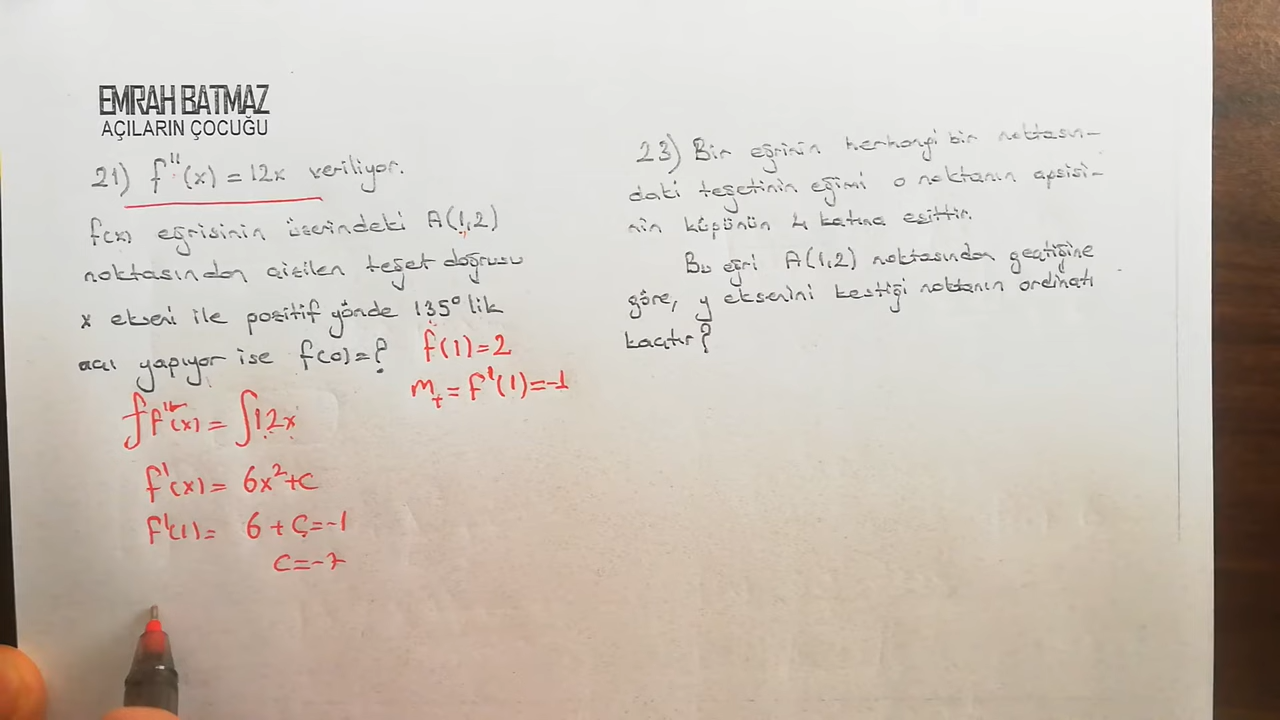 EMRAH BATMAZ
AÇILARIN ÇOCUĞU
21) f''(x) = 12x veriliyor.
f(x) eğrisinin üzerindeki A(1,2)
noktasından çizilen teğet doğrusu
x ekseni ile pozitif yönde 135° lik
açı yapıyor ise f(0)=?
f(1)=2
m_t = f'(1)=-1
∫f''(x) = ∫12x
f'(x) = 6x²+c
f'(1) = 6 + c = -1
c = -7
23) Bir eğrinin herhangi bir noktasın-
daki teğetinin eğimi o noktanın apsisi-
nin küpünün 4 katına eşittir.
Bu eğri A(1,2) noktasından geçtiğine
göre, y eksenini kestiği noktanın ordinatı
kaçtır?